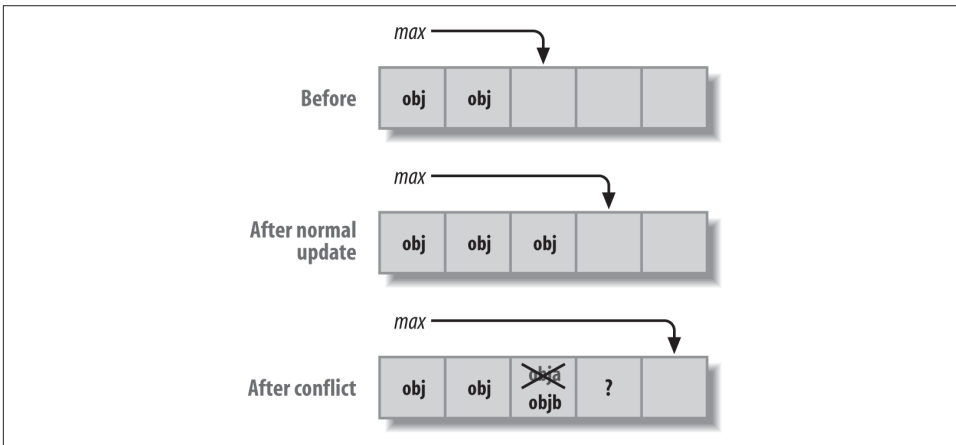 max
Before obj obj
max
After normal
update
obj obj obj
max
After conflict obj obj obja ?
objb